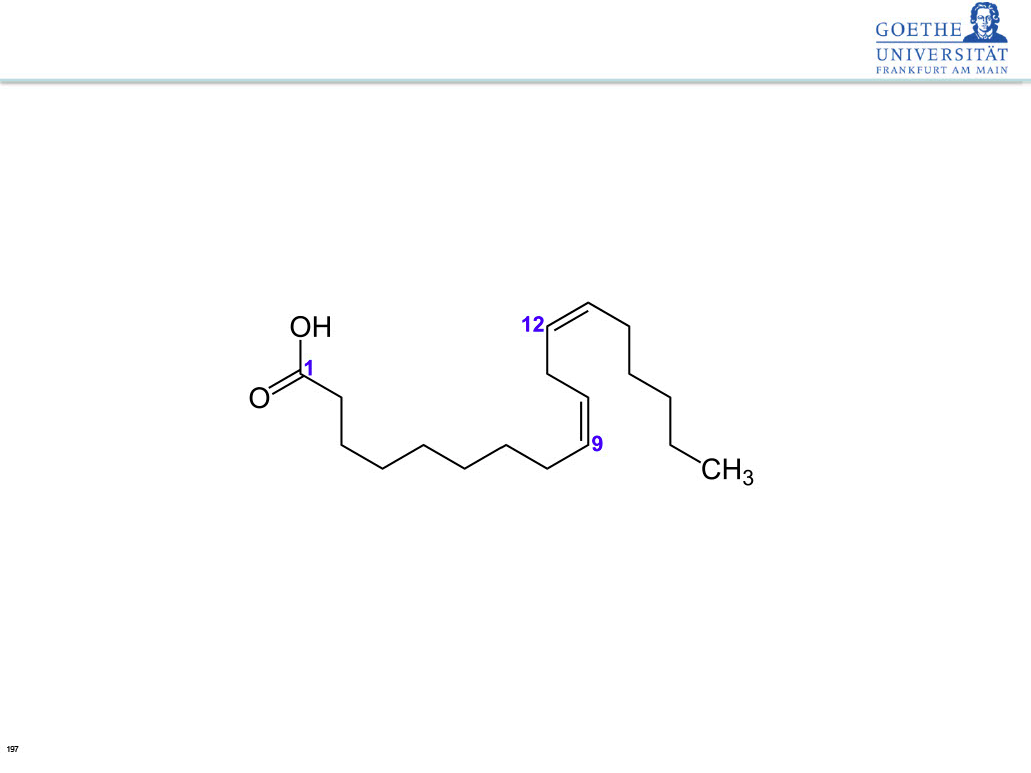 GOETHE
UNIVERSITÄT
FRANKFURT AM MAIN
OH
12
1
O
9
CH3
197